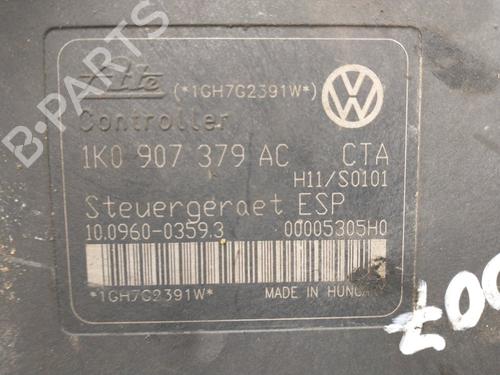 B-PARTS
Ate (*1GH7G2391W*)
Controller
1K0 907 379 AC CTA
H11/S0101
Steuergeraet ESP
10.0960-0359.3 00005305H0
*1GH7G2391W* MADE IN HUNGARY